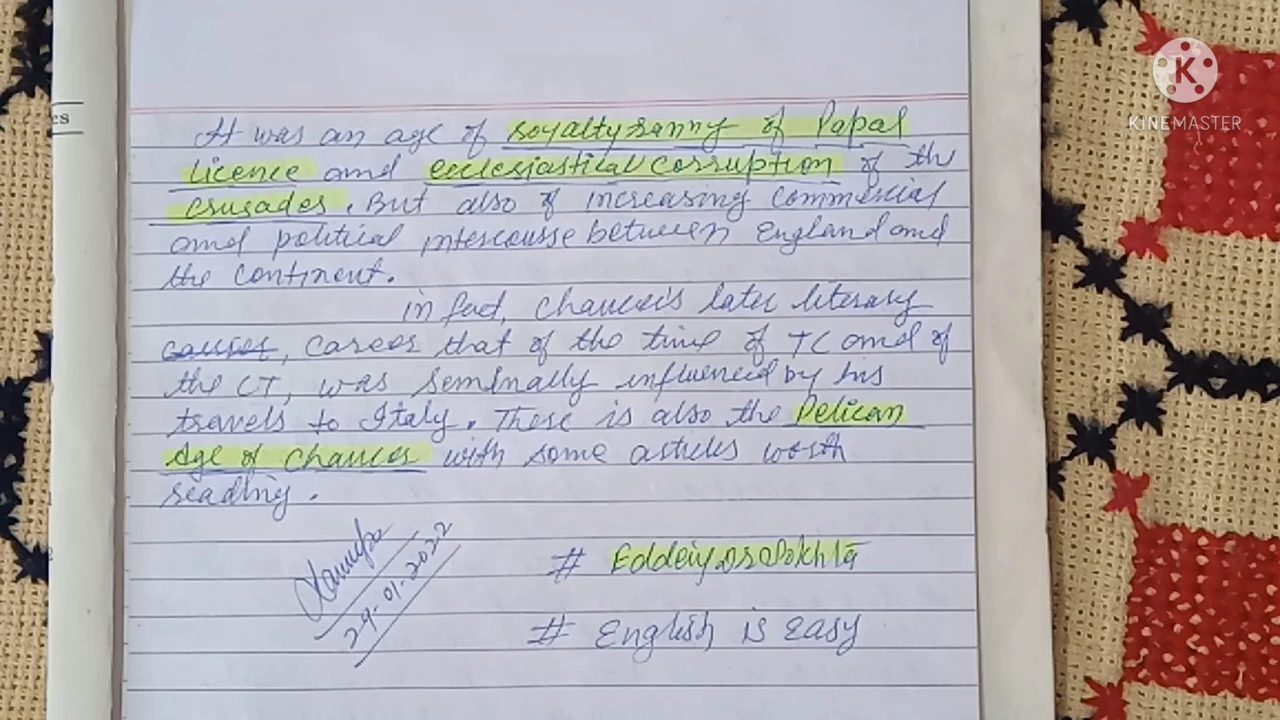 It was an age of royaltyranny of Papal
licence and ecclesiastical corruption of the
crusades. But also of increasing commercial
and political intercourse between England and
the continent.
in fact, Chaucer's later literary
career, career that of the time of TC and of
the CT, was seminally influenced by his
travels to Italy. There is also the Pelican
Age of Chaucer with some articles worth
reading.
29-01-2022
# English is easy
KINEMASTER
K
es